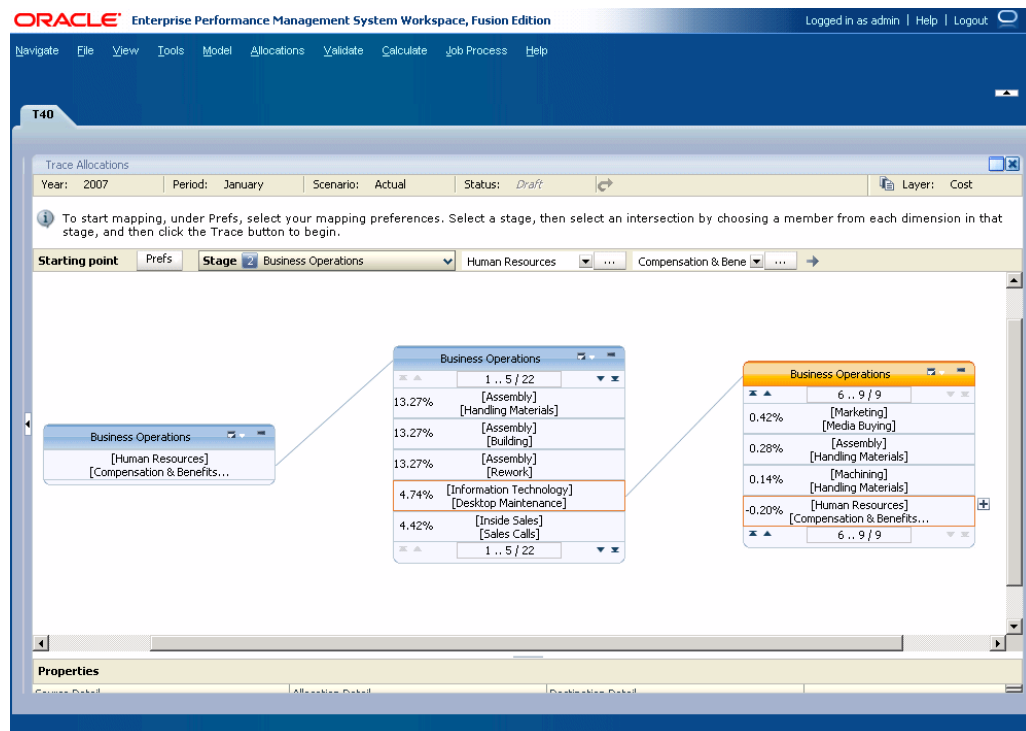 ORACLE Enterprise Performance Management System Workspace, Fusion Edition Logged in as admin | Help | Logout
Navigate File View Tools Model Allocations Validate Calculate Job Process Help
T40
Trace Allocations
Year: 2007 Period: January Scenario: Actual Status: Draft Layer: Cost
To start mapping, under Prefs, select your mapping preferences. Select a stage, then select an intersection by choosing a member from each dimension in that
stage, and then click the Trace button to begin.
Starting point Prefs Stage 2 Business Operations Human Resources ... Compensation & Bene ...
Business Operations
[Human Resources]
[Compensation & Benefits...
Business Operations
1 .. 5 / 22
13.27% [Assembly]
[Handling Materials]
13.27% [Assembly]
[Building]
13.27% [Assembly]
[Rework]
4.74% [Information Technology]
[Desktop Maintenance]
4.42% [Inside Sales]
[Sales Calls]
1 .. 5 / 22
Business Operations
6 .. 9 / 9
0.42% [Marketing]
[Media Buying]
0.28% [Assembly]
[Handling Materials]
0.14% [Machining]
[Handling Materials]
-0.20% [Human Resources]
[Compensation & Benefits...
6 .. 9 / 9
Properties
Source Detail Allocation Detail Destination Detail